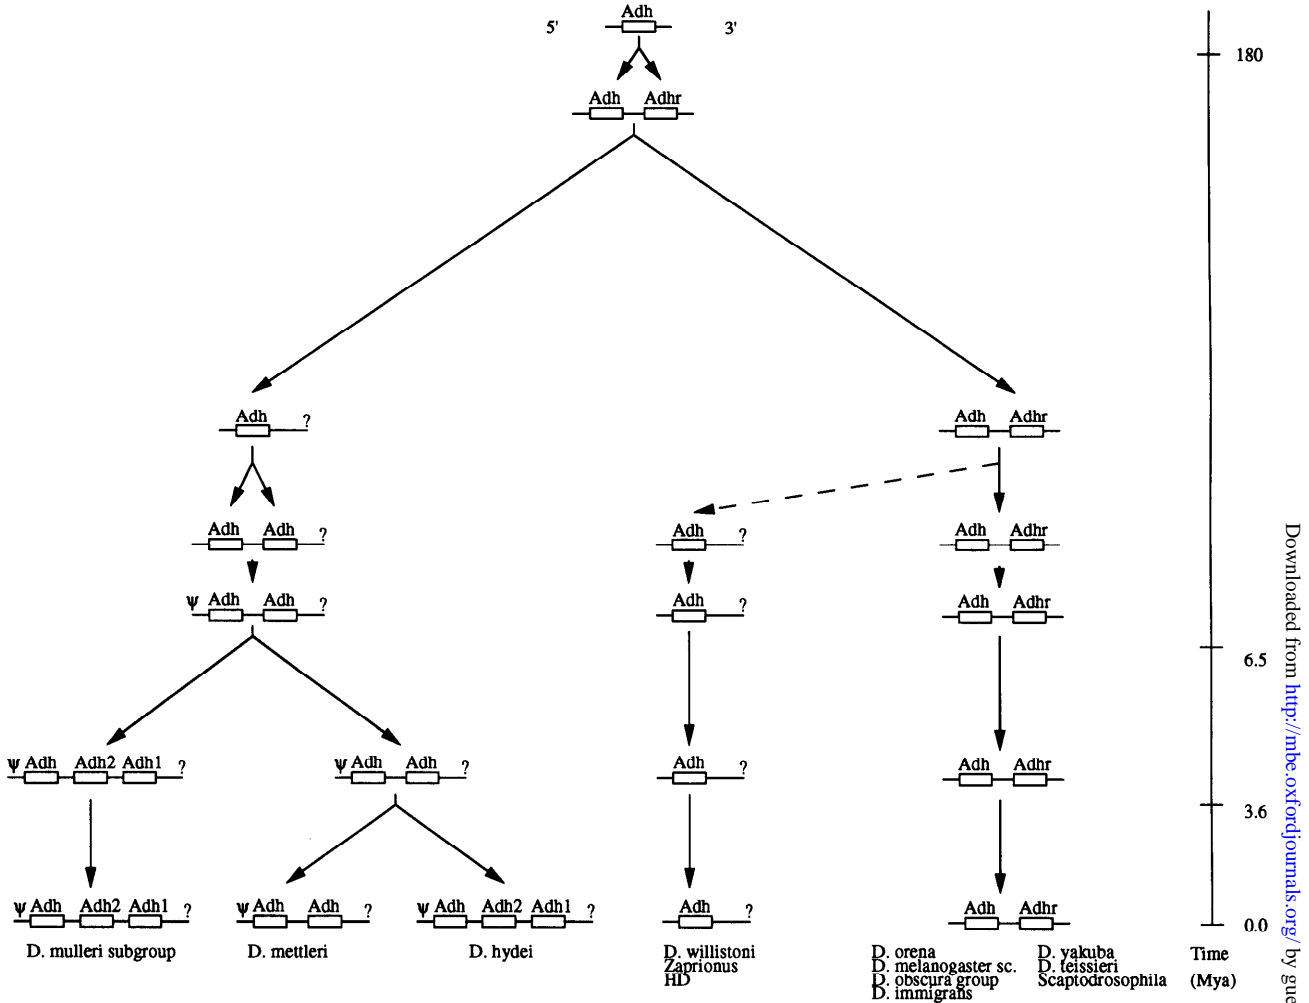 Adh
5' 3'
180
Adh Adhr
Adh ?
Adh Adhr
Adh Adh ?
Adh ?
Adh Adhr
ψ Adh Adh ?
Adh ?
Adh Adhr
6.5
ψ Adh Adh2 Adh1 ?
ψ Adh Adh ?
Adh ?
Adh Adhr
3.6
ψ Adh Adh2 Adh1 ?
ψ Adh Adh ?
ψ Adh Adh2 Adh1 ?
Adh ?
Adh Adhr
0.0
D. mulleri subgroup
D. mettleri
D. hydei
D. willistoni
Zaprionus
HD
D. orena
D. melanogaster sc.
D. obscura group
D. immigrans
D. yakuba
D. teissieri
Scaptodrosophila
Time
(Mya)
Downloaded from http://mbe.oxfordjournals.org/ by gue